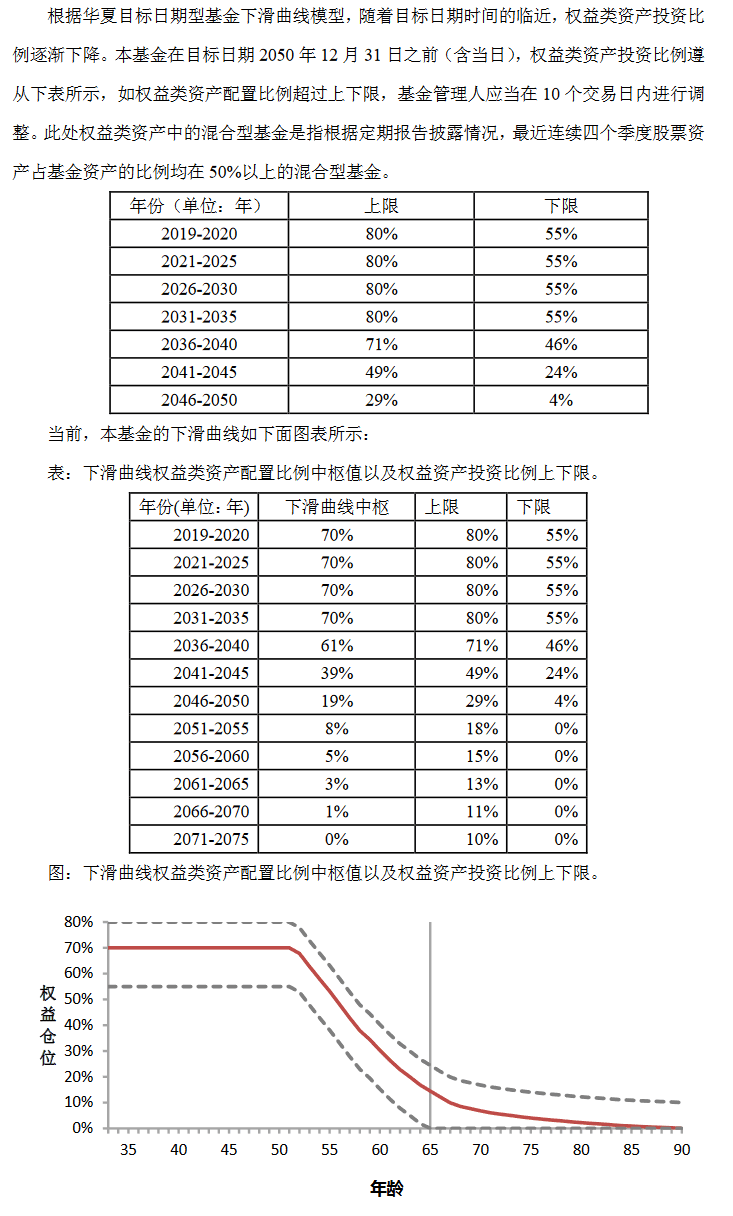 根据华夏目标日期型基金下滑曲线模型，随着目标日期时间的临近，权益类资产投资比
例逐渐下降。本基金在目标日期 2050 年 12 月 31 日之前（含当日），权益类资产投资比例遵
从下表所示，如权益类资产配置比例超过上下限，基金管理人应当在 10 个交易日内进行调
整。此处权益类资产中的混合型基金是指根据定期报告披露情况，最近连续四个季度股票资
产占基金资产的比例均在 50%以上的混合型基金。
年份（单位：年） 上限 下限
2019-2020 80% 55%
2021-2025 80% 55%
2026-2030 80% 55%
2031-2035 80% 55%
2036-2040 71% 46%
2041-2045 49% 24%
2046-2050 29% 4%
当前，本基金的下滑曲线如下面图表所示：
表：下滑曲线权益类资产配置比例中枢值以及权益资产投资比例上下限。
年份(单位：年) 下滑曲线中枢 上限 下限
2019-2020 70% 80% 55%
2021-2025 70% 80% 55%
2026-2030 70% 80% 55%
2031-2035 70% 80% 55%
2036-2040 61% 71% 46%
2041-2045 39% 49% 24%
2046-2050 19% 29% 4%
2051-2055 8% 18% 0%
2056-2060 5% 15% 0%
2061-2065 3% 13% 0%
2066-2070 1% 11% 0%
2071-2075 0% 10% 0%
图：下滑曲线权益类资产配置比例中枢值以及权益资产投资比例上下限。
80%
70%
60%
50%
40%
30%
20%
10%
0%
权益仓位
35 40 45 50 55 60 65 70 75 80 85 90
年龄